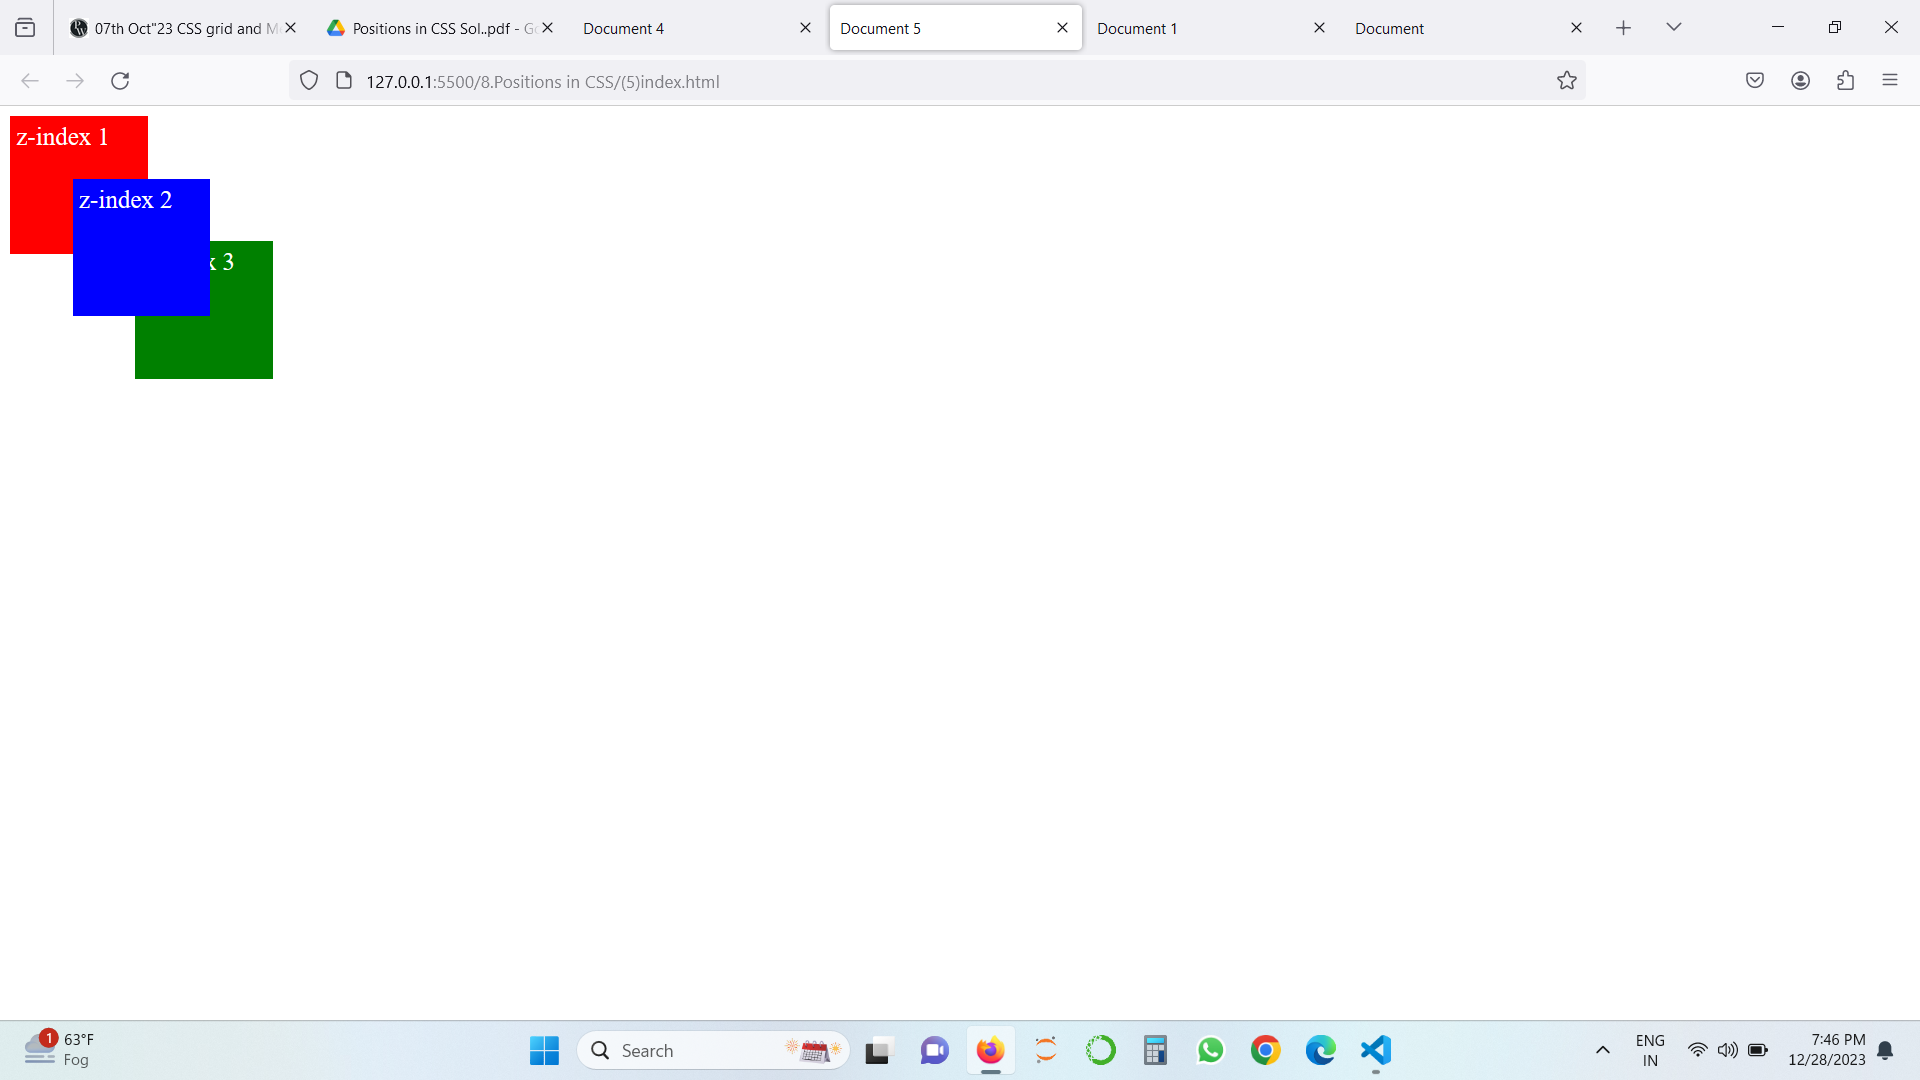 07th Oct"23 CSS grid and M
Positions in CSS Sol..pdf - Go
Document 4
Document 5
Document 1
Document
127.0.0.1:5500/8.Positions in CSS/(5)index.html
z-index 1
z-index 2
x 3
1
63°F
Fog
Search
ENG
IN
7:46 PM
12/28/2023